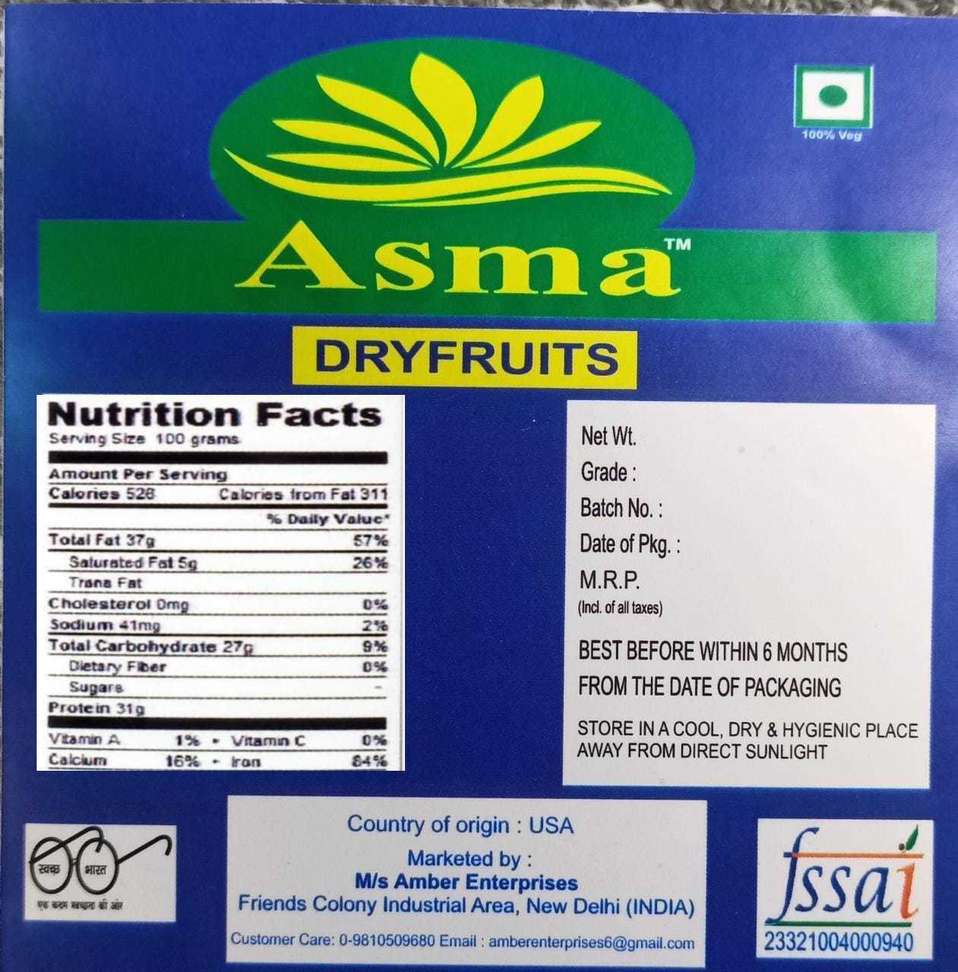 100% Veg
Asma™
DRYFRUITS
Nutrition Facts
Serving Size 100 grams
Amount Per Serving
Calories 526 Calories from Fat 311
% Daily Value*
Total Fat 37g 57%
Saturated Fat 5g 26%
Trans Fat
Cholesterol 0mg 0%
Sodium 41mg 2%
Total Carbohydrate 27g 9%
Dietary Fiber 0%
Sugars -
Protein 31g
Vitamin A 1% • Vitamin C 0%
Calcium 16% • Iron 84%
Net Wt.
Grade :
Batch No. :
Date of Pkg. :
M.R.P.
(Incl. of all taxes)
BEST BEFORE WITHIN 6 MONTHS
FROM THE DATE OF PACKAGING
STORE IN A COOL, DRY & HYGIENIC PLACE
AWAY FROM DIRECT SUNLIGHT
स्वच्छ भारत
एक कदम स्वच्छता की ओर
Country of origin : USA
Marketed by :
M/s Amber Enterprises
Friends Colony Industrial Area, New Delhi (INDIA)
Customer Care: 0-9810509680 Email : amberenterprises6@gmail.com
fssai
23321004000940